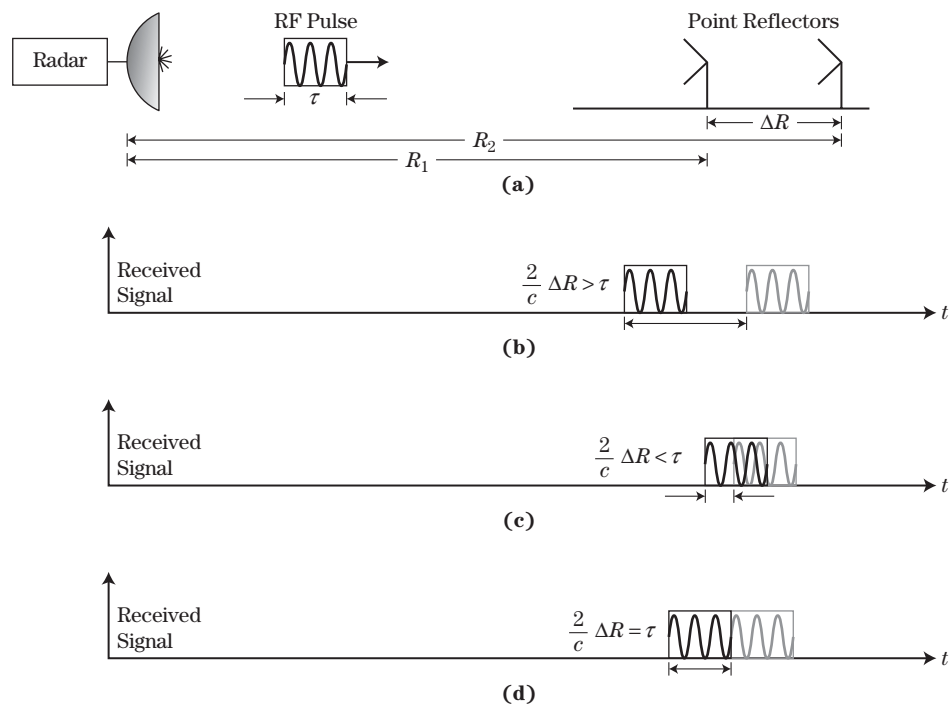 RF Pulse
Point Reflectors
Radar
τ
ΔR
R₂
R₁
(a)
Received
Signal
2/c ΔR > τ
t
(b)
Received
Signal
2/c ΔR < τ
t
(c)
Received
Signal
2/c ΔR = τ
t
(d)